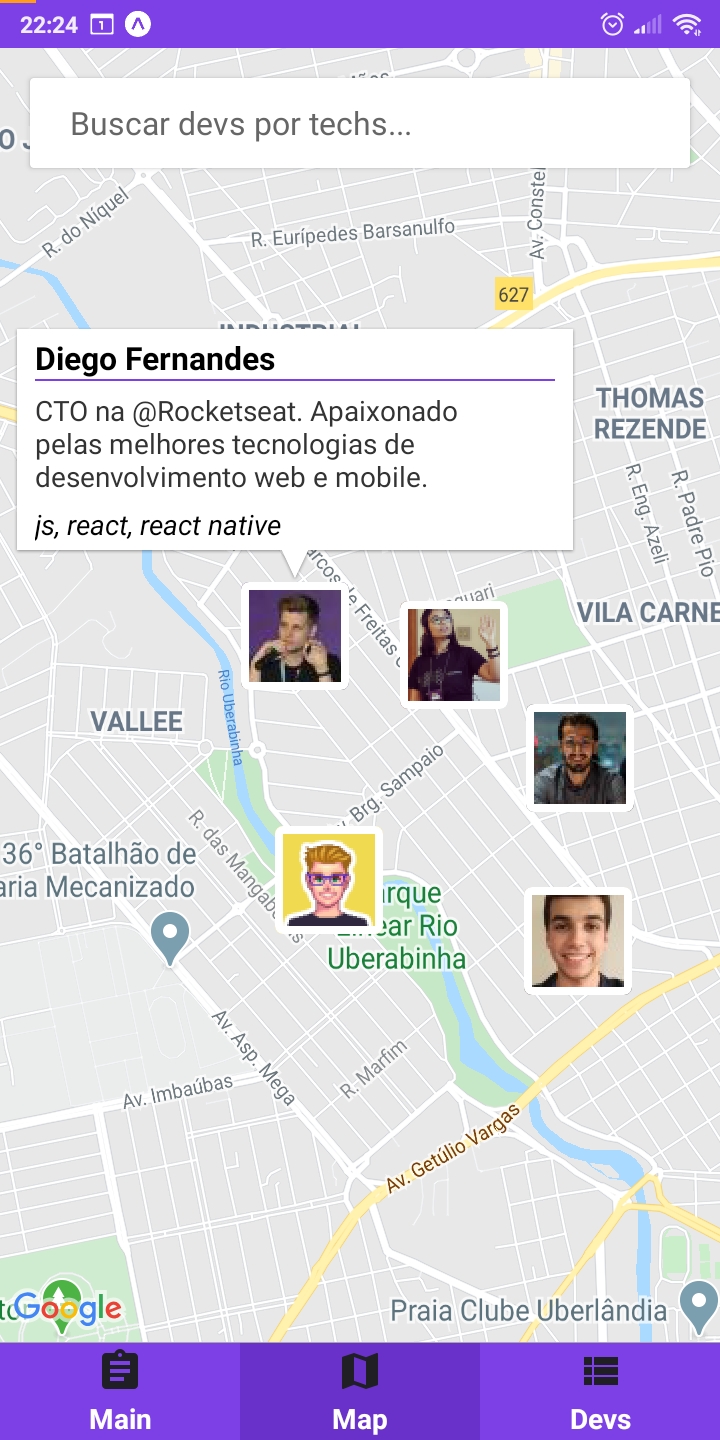 22:24
1
Buscar devs por techs...
R. do Níquel
R. Eurípedes Barsanulfo
Av. Constel
627
INDUSTRIAL
Diego Fernandes
CTO na @Rocketseat. Apaixonado
pelas melhores tecnologias de
desenvolvimento web e mobile.
js, react, react native
THOMAS
REZENDE
R. Eng. Azeli
R. Padre Pio
arcos de Freitas
VILA CARNE
Rio Uberabinha
VALLEE
Brg. Sampaio
R. das Mangabeiras
36° Batalhão de
aria Mecanizado
arque
Linear Rio
Uberabinha
Av. Asp. Mega
R. Marfim
Av. Imbaúbas
Av. Getúlio Vargas
Google
Praia Clube Uberlândia
Main
Map
Devs